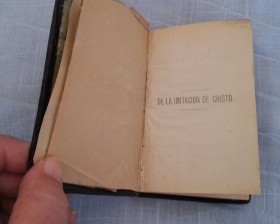 DE LA IMITACION DE CRISTO.